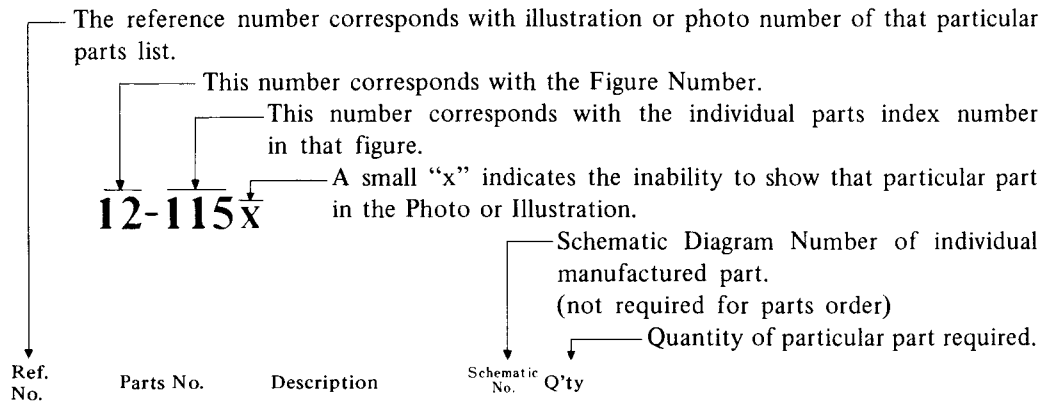 The reference number corresponds with illustration or photo number of that particular
parts list.
This number corresponds with the Figure Number.
This number corresponds with the individual parts index number
in that figure.
A small “x” indicates the inability to show that particular part
in the Photo or Illustration.
12-115x
Schematic Diagram Number of individual
manufactured part.
(not required for parts order)
Quantity of particular part required.
Ref.
No.
Parts No.
Description
Schematic
No.
Q'ty